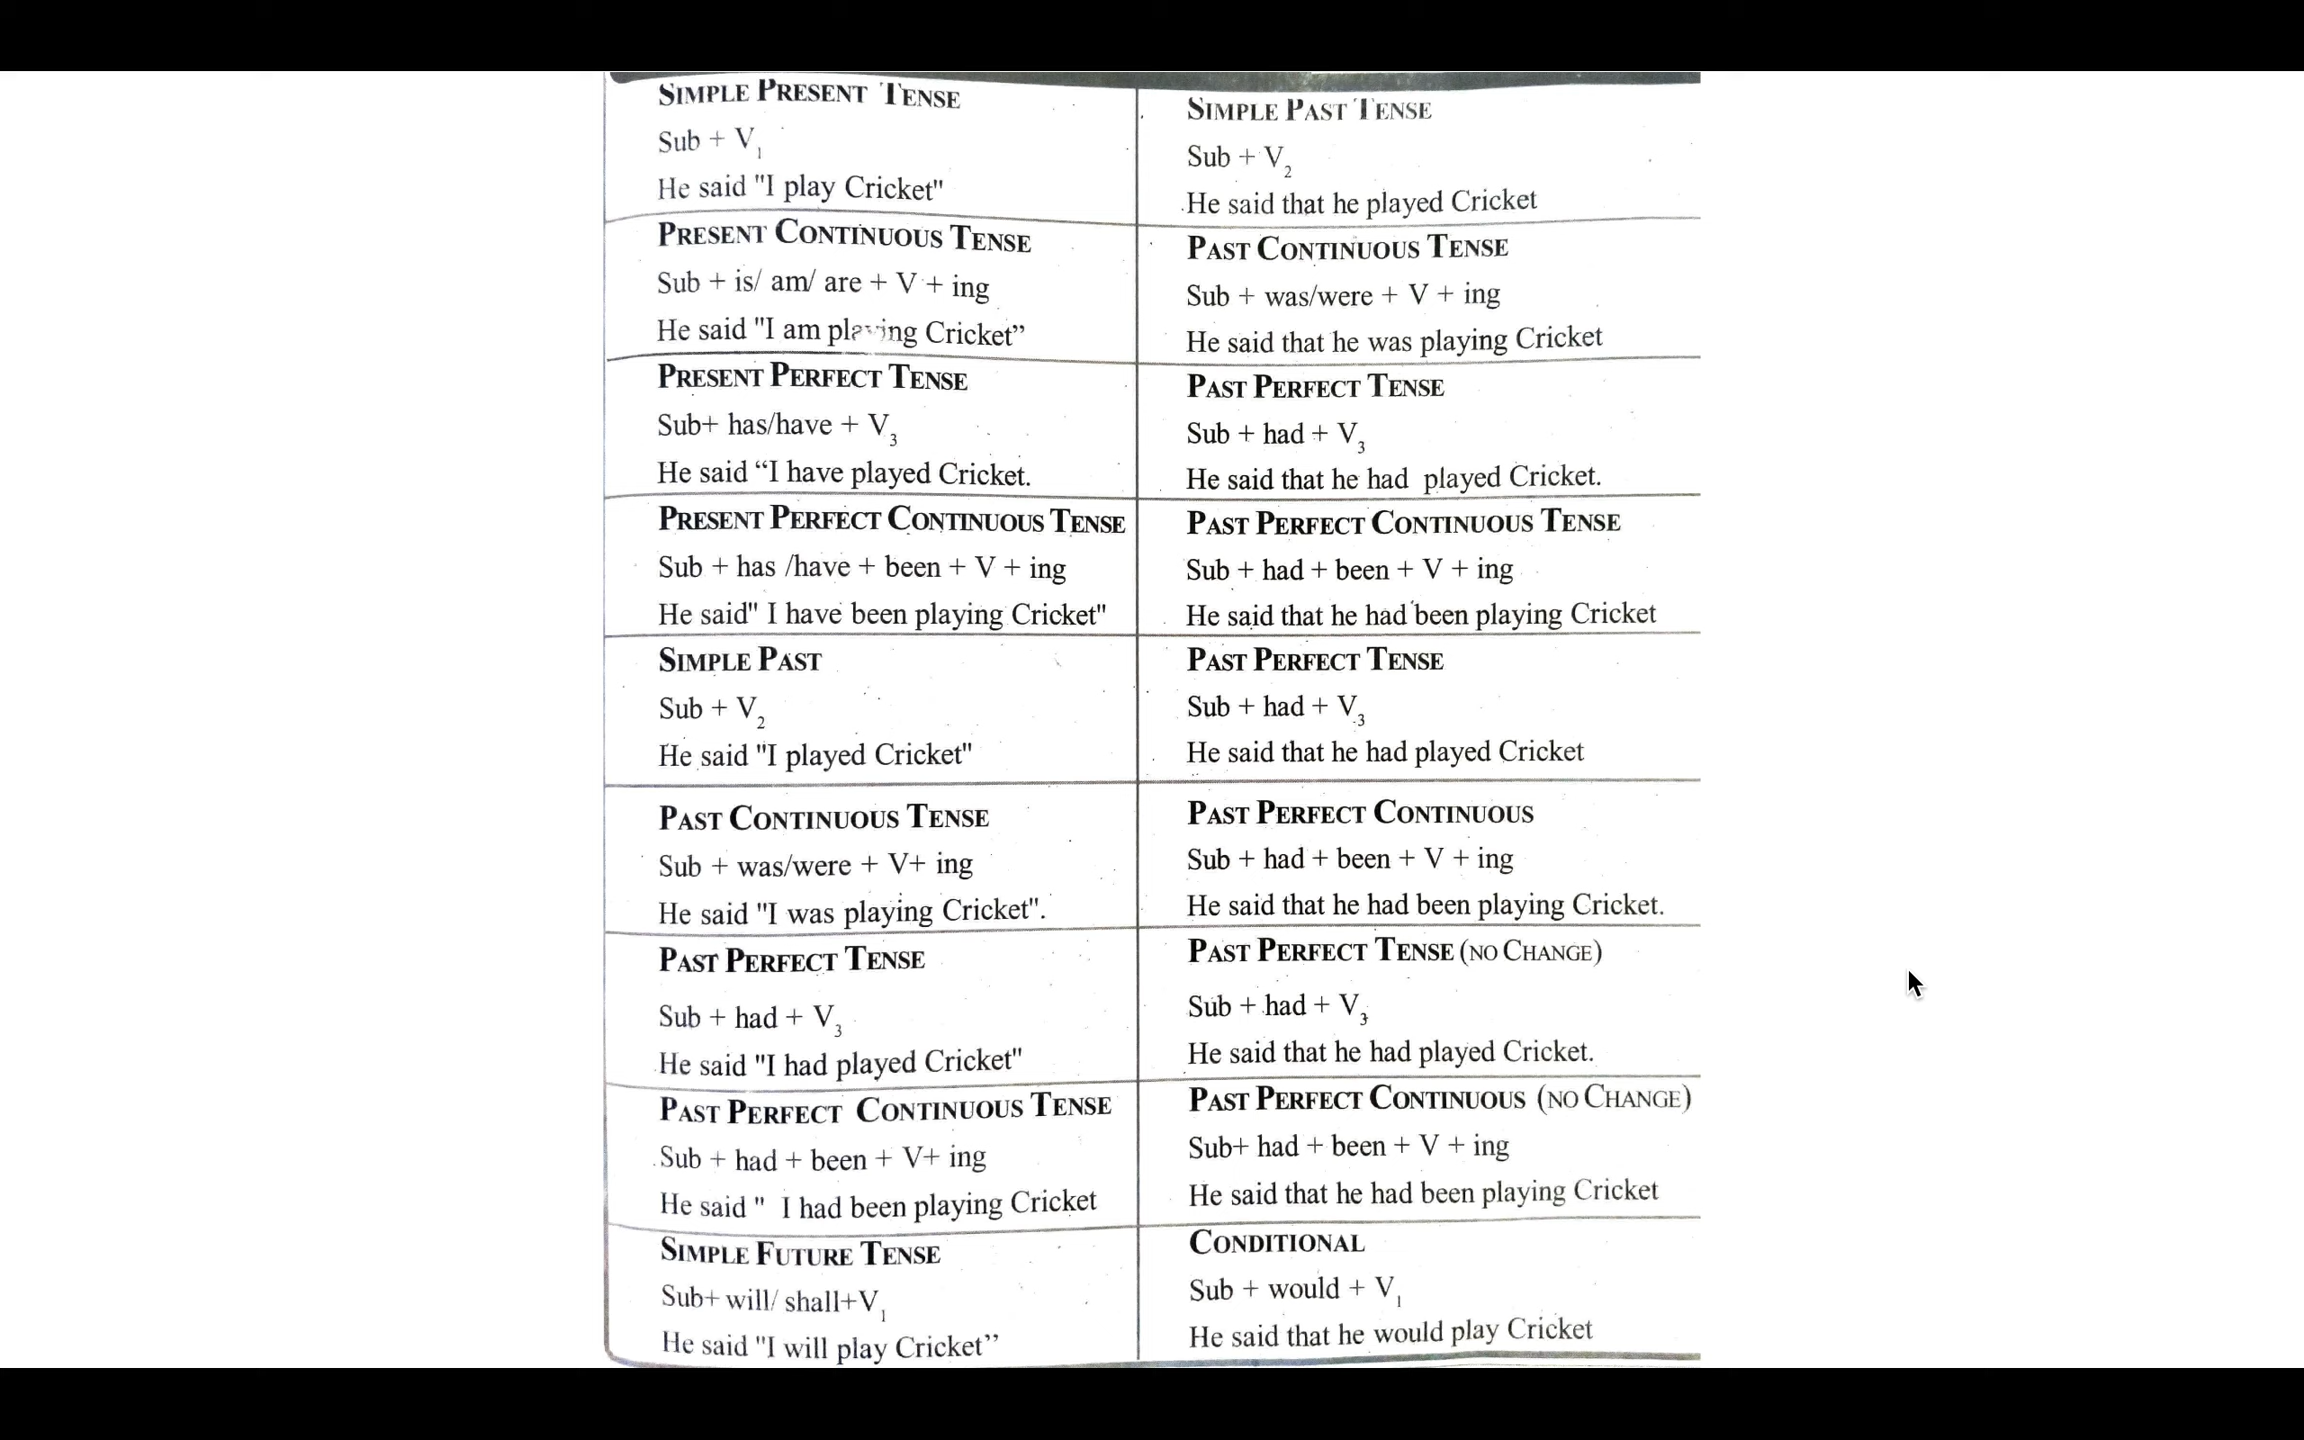 SIMPLE PRESENT TENSE
Sub + V1
He said "I play Cricket"
SIMPLE PAST TENSE
Sub + V2
He said that he played Cricket
PRESENT CONTINUOUS TENSE
Sub + is/ am/ are + V + ing
He said "I am playing Cricket”
PAST CONTINUOUS TENSE
Sub + was/were + V + ing
He said that he was playing Cricket
PRESENT PERFECT TENSE
Sub+ has/have + V3
He said “I have played Cricket.
PAST PERFECT TENSE
Sub + had + V3
He said that he had played Cricket.
PRESENT PERFECT CONTINUOUS TENSE
Sub + has /have + been + V + ing
He said" I have been playing Cricket"
PAST PERFECT CONTINUOUS TENSE
Sub + had + been + V + ing
He said that he had been playing Cricket
SIMPLE PAST
Sub + V2
He said "I played Cricket"
PAST PERFECT TENSE
Sub + had + V3
He said that he had played Cricket
PAST CONTINUOUS TENSE
Sub + was/were + V+ ing
He said "I was playing Cricket".
PAST PERFECT CONTINUOUS
Sub + had + been + V + ing
He said that he had been playing Cricket.
PAST PERFECT TENSE
Sub + had + V3
He said "I had played Cricket"
PAST PERFECT TENSE (NO CHANGE)
Sub + had + V3
He said that he had played Cricket.
PAST PERFECT CONTINUOUS TENSE
Sub + had + been + V+ ing
He said " I had been playing Cricket
PAST PERFECT CONTINUOUS (NO CHANGE)
Sub+ had + been + V + ing
He said that he had been playing Cricket
SIMPLE FUTURE TENSE
Sub+ will/ shall+V1
He said "I will play Cricket”
CONDITIONAL
Sub + would + V1
He said that he would play Cricket